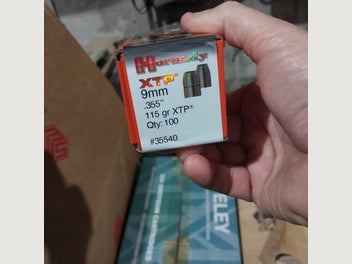 Hornady
XTP®
9mm
.355"
115 gr XTP®
Qty: 100
#35540
ELEY